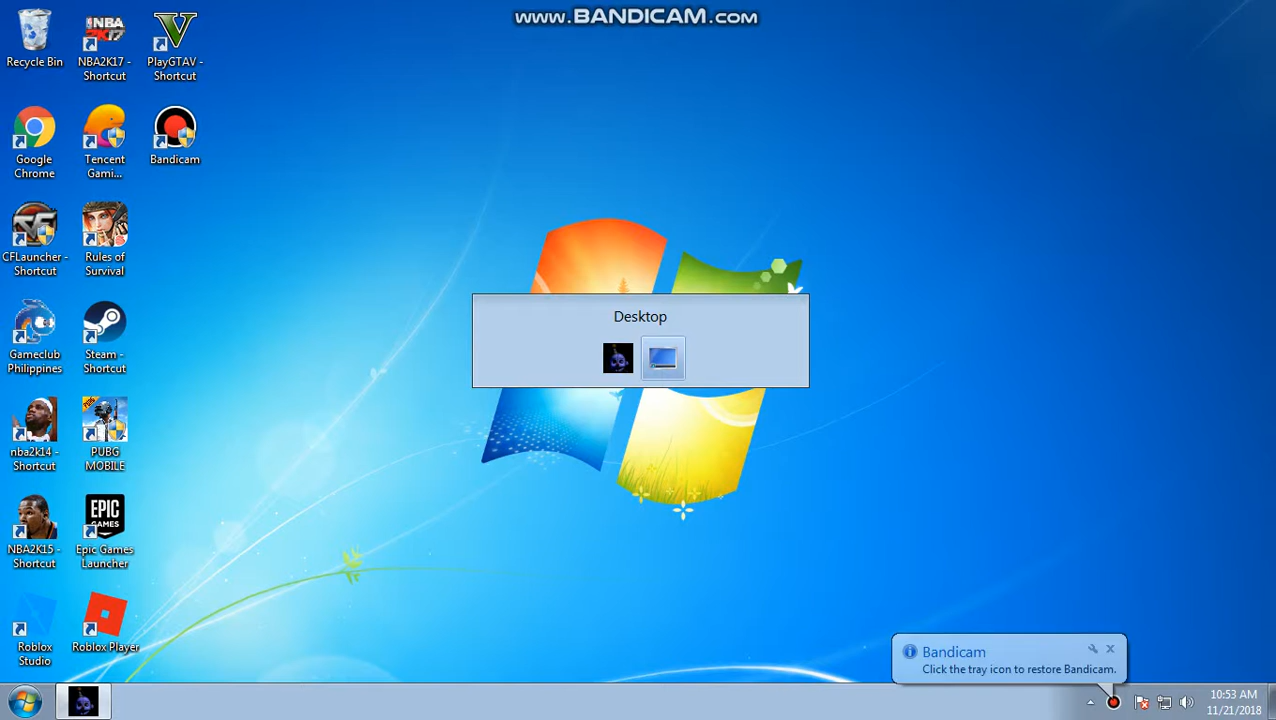 www.BANDICAM.com
Recycle Bin
NBA2K17 -
Shortcut
PlayGTAV -
Shortcut
Google
Chrome
Tencent
Gami...
Bandicam
CFLauncher -
Shortcut
Rules of
Survival
Gameclub
Philippines
Steam -
Shortcut
nba2k14 -
Shortcut
PUBG
MOBILE
NBA2K15 -
Shortcut
EPIC
GAMES
Epic Games
Launcher
Roblox
Studio
Roblox Player
Desktop
Bandicam
Click the tray icon to restore Bandicam.
10:53 AM
11/21/2018